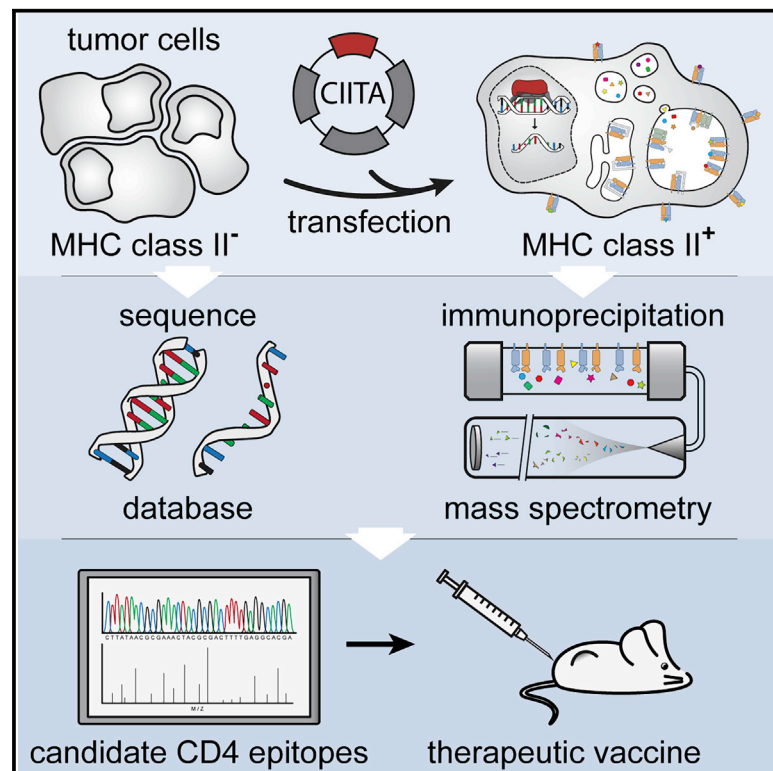 tumor cells
CIITA
transfection
MHC class II-
MHC class II+
sequence
database
immunoprecipitation
mass spectrometry
CTTATAACGCGAAACTACGCGACTTTTGAGGCACGA
M/Z
candidate CD4 epitopes
therapeutic vaccine